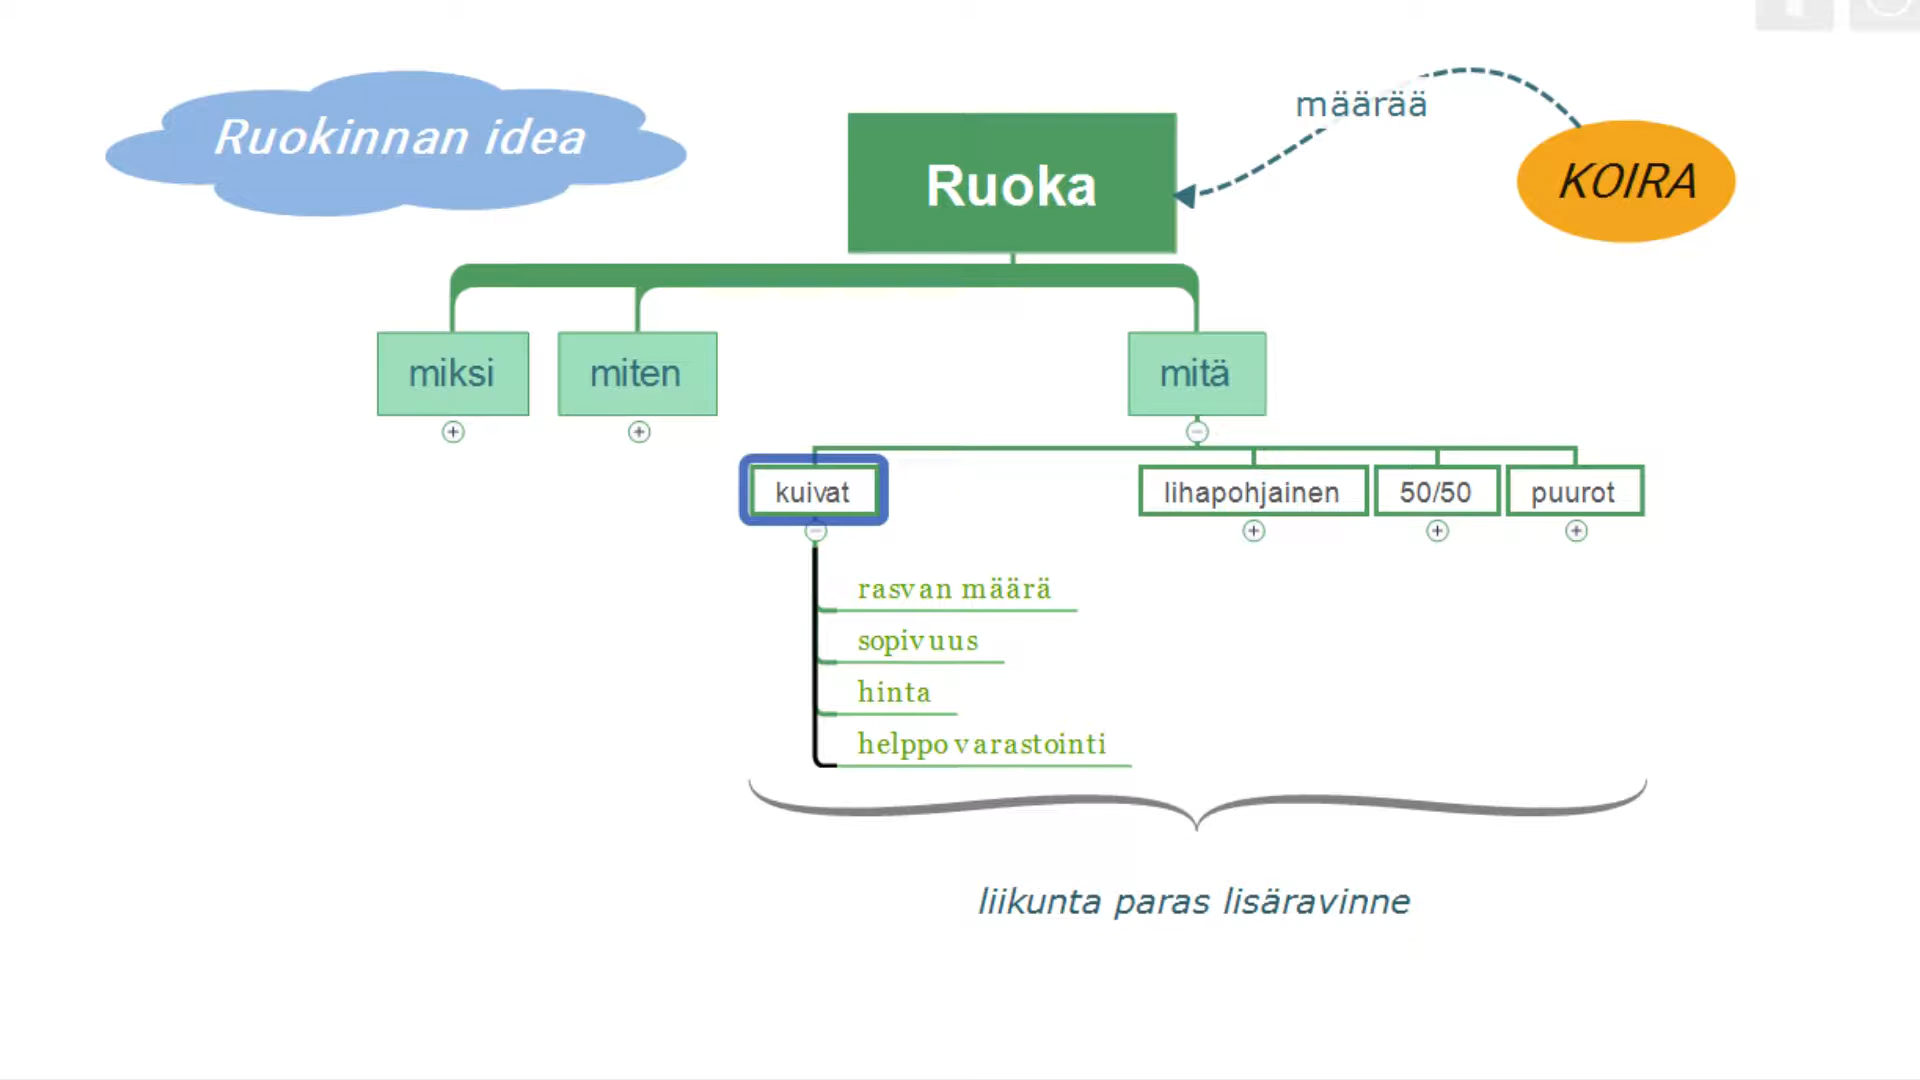 Ruokinnan idea
määrää
KOIRA
Ruoka
miksi
miten
mitä
kuivat
lihapohjainen
50/50
puurot
rasvan määrä
sopivuus
hinta
helppo varastointi
liikunta paras lisäravinne